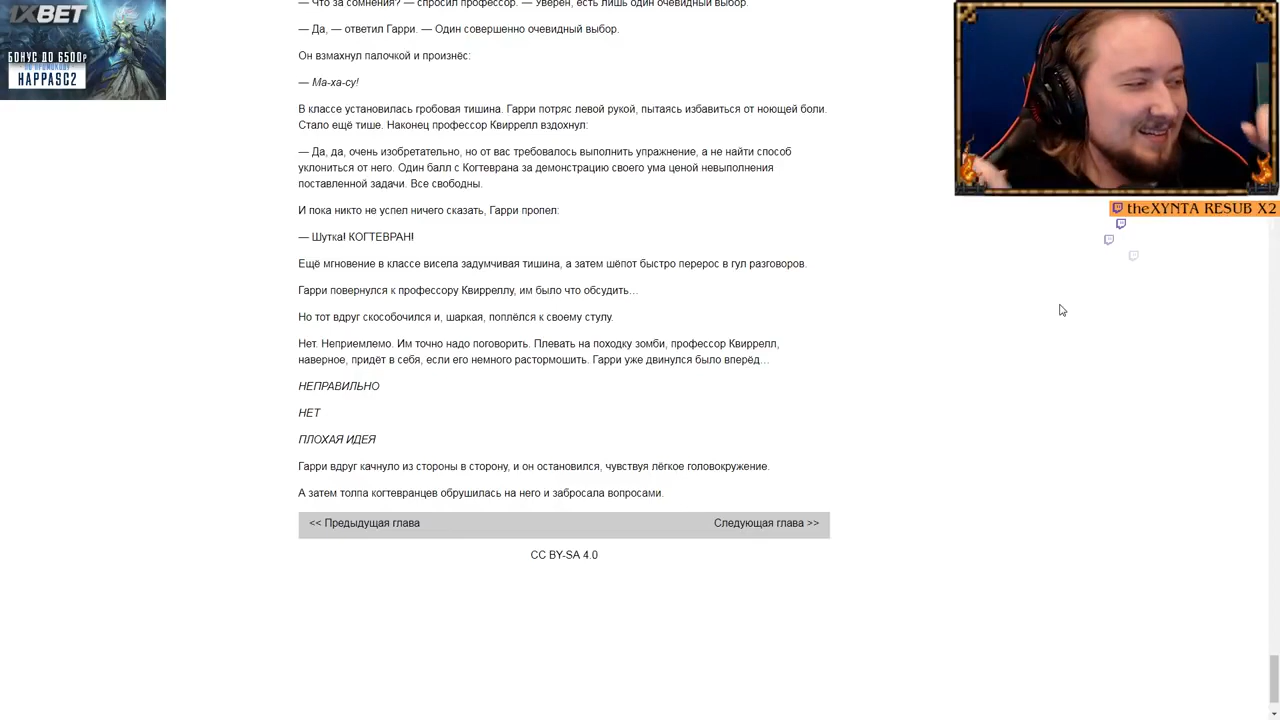 1XBET
БОНУС ДО 6500₽
ПО ПРОМОКОДУ
HAPPASC2
— Что за сомнения? — спросил профессор. — Уверен, есть лишь один очевидный выбор.
— Да, — ответил Гарри. — Один совершенно очевидный выбор.
Он взмахнул палочкой и произнёс:
— Ма-ха-су!
В классе установилась гробовая тишина. Гарри потряс левой рукой, пытаясь избавиться от ноющей боли.
Стало ещё тише. Наконец профессор Квиррелл вздохнул:
— Да, да, очень изобретательно, но от вас требовалось выполнить упражнение, а не найти способ
уклониться от него. Один балл с Когтеврана за демонстрацию своего ума ценой невыполнения
поставленной задачи. Все свободны.
И пока никто не успел ничего сказать, Гарри пропел:
— Шутка! КОГТЕВРАН!
Ещё мгновение в классе висела задумчивая тишина, а затем шёпот быстро перерос в гул разговоров.
Гарри повернулся к профессору Квирреллу, им было что обсудить…
Но тот вдруг скособочился и, шаркая, поплёлся к своему стулу.
Нет. Неприемлемо. Им точно надо поговорить. Плевать на походку зомби, профессор Квиррелл,
наверное, придёт в себя, если его немного растормошить. Гарри уже двинулся было вперёд…
НЕПРАВИЛЬНО
НЕТ
ПЛОХАЯ ИДЕЯ
Гарри вдруг качнуло из стороны в сторону, и он остановился, чувствуя лёгкое головокружение.
А затем толпа когтевранцев обрушилась на него и забросала вопросами.
<< Предыдущая глава
Следующая глава >>
CC BY-SA 4.0
theXYNTA RESUB X2